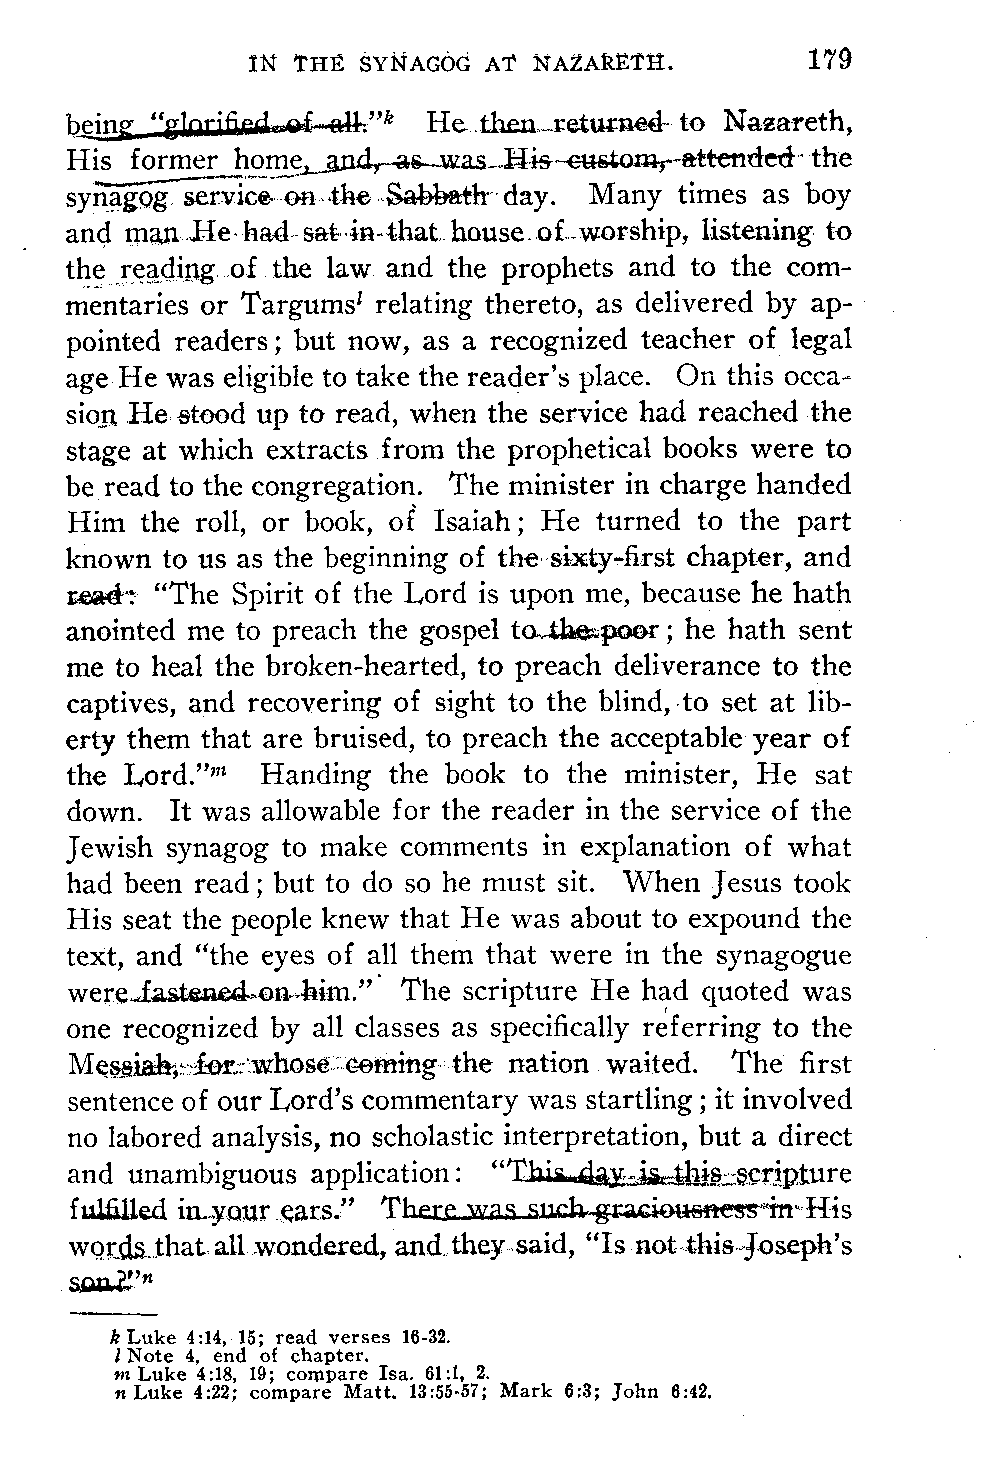 IN THE SYNAGOG AT NAZARETH. 179
being “glorified of all.”k He then returned to Nazareth,
His former home, and, as was His custom, attended the
synagog service on the Sabbath day. Many times as boy
and man He had sat in that house of worship, listening to
the reading of the law and the prophets and to the com-
mentaries or Targumsl relating thereto, as delivered by ap-
pointed readers; but now, as a recognized teacher of legal
age He was eligible to take the reader’s place. On this occa-
sion He stood up to read, when the service had reached the
stage at which extracts from the prophetical books were to
be read to the congregation. The minister in charge handed
Him the roll, or book, of Isaiah; He turned to the part
known to us as the beginning of the sixty-first chapter, and
read: “The Spirit of the Lord is upon me, because he hath
anointed me to preach the gospel to the poor; he hath sent
me to heal the broken-hearted, to preach deliverance to the
captives, and recovering of sight to the blind, to set at lib-
erty them that are bruised, to preach the acceptable year of
the Lord.”m Handing the book to the minister, He sat
down. It was allowable for the reader in the service of the
Jewish synagog to make comments in explanation of what
had been read; but to do so he must sit. When Jesus took
His seat the people knew that He was about to expound the
text, and “the eyes of all them that were in the synagogue
were fastened on him.” The scripture He had quoted was
one recognized by all classes as specifically referring to the
Messiah, for whose coming the nation waited. The first
sentence of our Lord’s commentary was startling; it involved
no labored analysis, no scholastic interpretation, but a direct
and unambiguous application: “This day is this scripture
fulfilled in your ears.” There was such graciousness in His
words that all wondered, and they said, “Is not this Joseph’s
son?”n
k Luke 4:14, 15; read verses 16-32.
l Note 4, end of chapter.
m Luke 4:18, 19; compare Isa. 61:1, 2.
n Luke 4:22; compare Matt. 13:55-57; Mark 6:3; John 6:42.